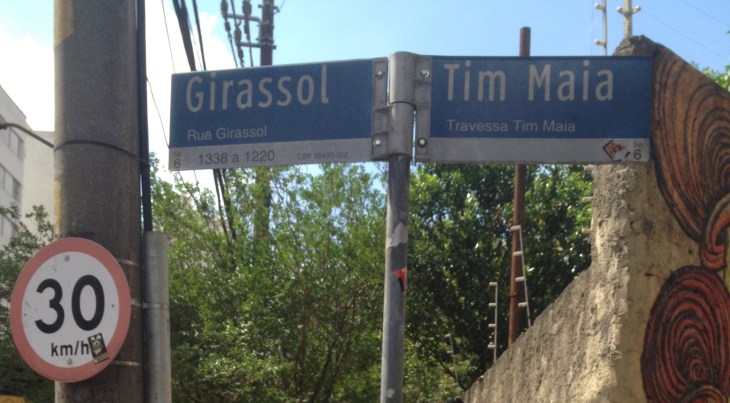 Girassol
Rua Girassol
6 1338 a 1220
Tim Maia
Travessa Tim Maia
6
30
km/h